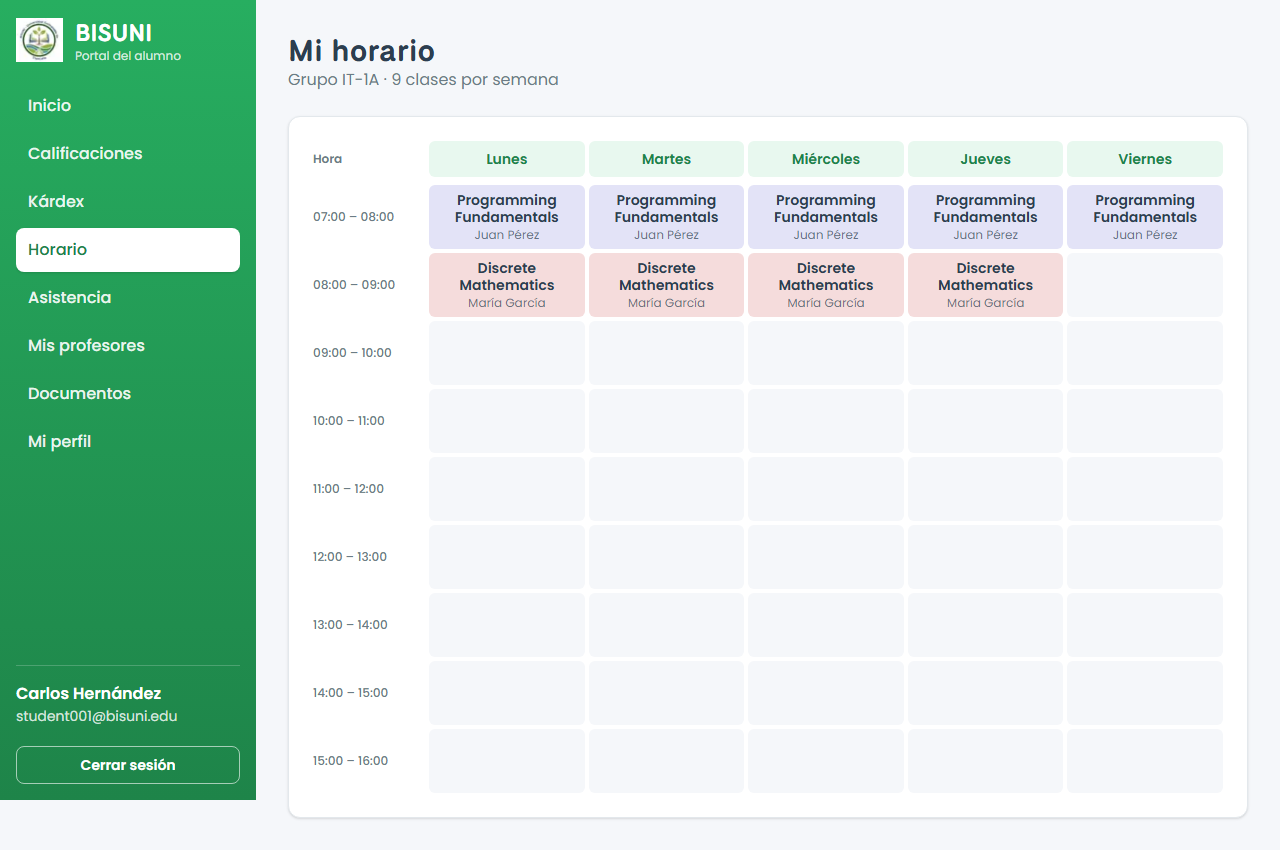 BISUNI
Portal del alumno
Inicio
Calificaciones
Kárdex
Horario
Asistencia
Mis profesores
Documentos
Mi perfil
Carlos Hernández
student001@bisuni.edu
Cerrar sesión
Mi horario
Grupo IT-1A · 9 clases por semana
Hora Lunes Martes Miércoles Jueves Viernes
07:00 – 08:00
Programming Programming Programming Programming Programming
Fundamentals Fundamentals Fundamentals Fundamentals Fundamentals
Juan Pérez Juan Pérez Juan Pérez Juan Pérez Juan Pérez
08:00 – 09:00
Discrete Discrete Discrete Discrete
Mathematics Mathematics Mathematics Mathematics
María García María García María García María García
09:00 – 10:00
10:00 – 11:00
11:00 – 12:00
12:00 – 13:00
13:00 – 14:00
14:00 – 15:00
15:00 – 16:00